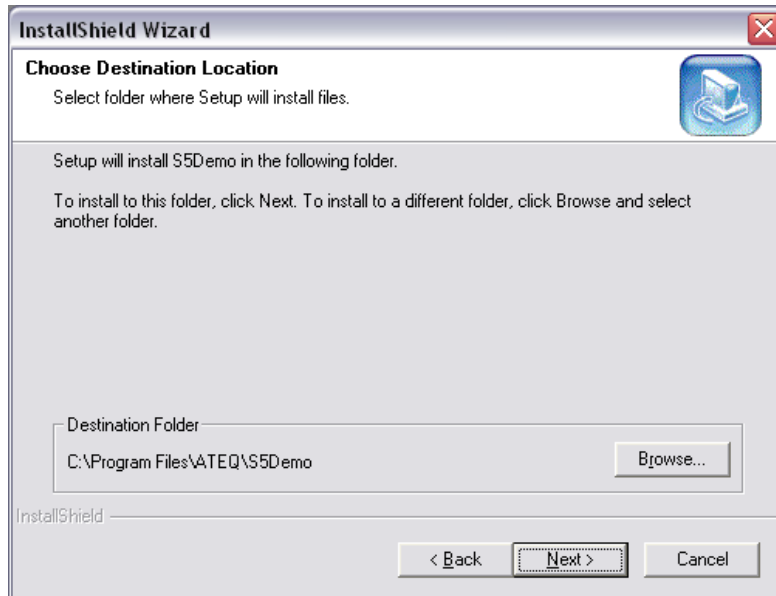 InstallShield Wizard
Choose Destination Location
Select folder where Setup will install files.
Setup will install S5Demo in the following folder.
To install to this folder, click Next. To install to a different folder, click Browse and select
another folder.
Destination Folder
C:\Program Files\ATEQ\S5Demo
Browse...
InstallShield
< Back
Next >
Cancel